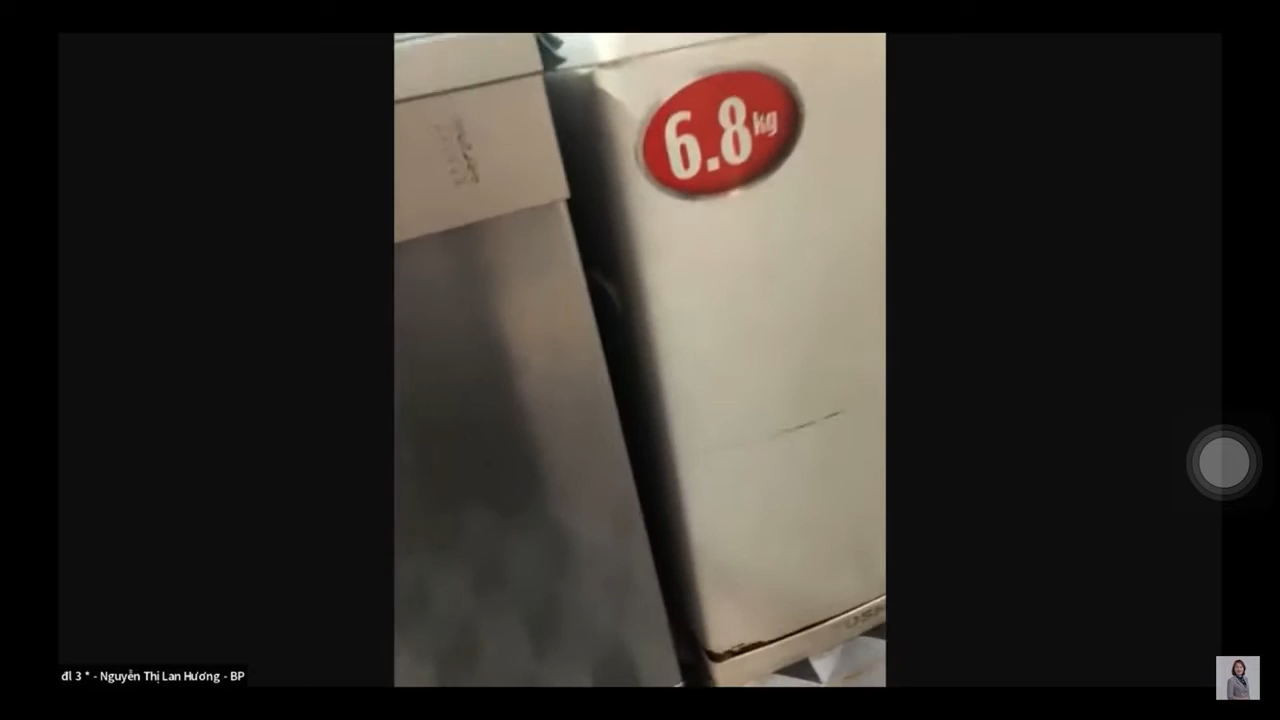 6.8kg
đl 3 * - Nguyễn Thị Lan Hương - BP